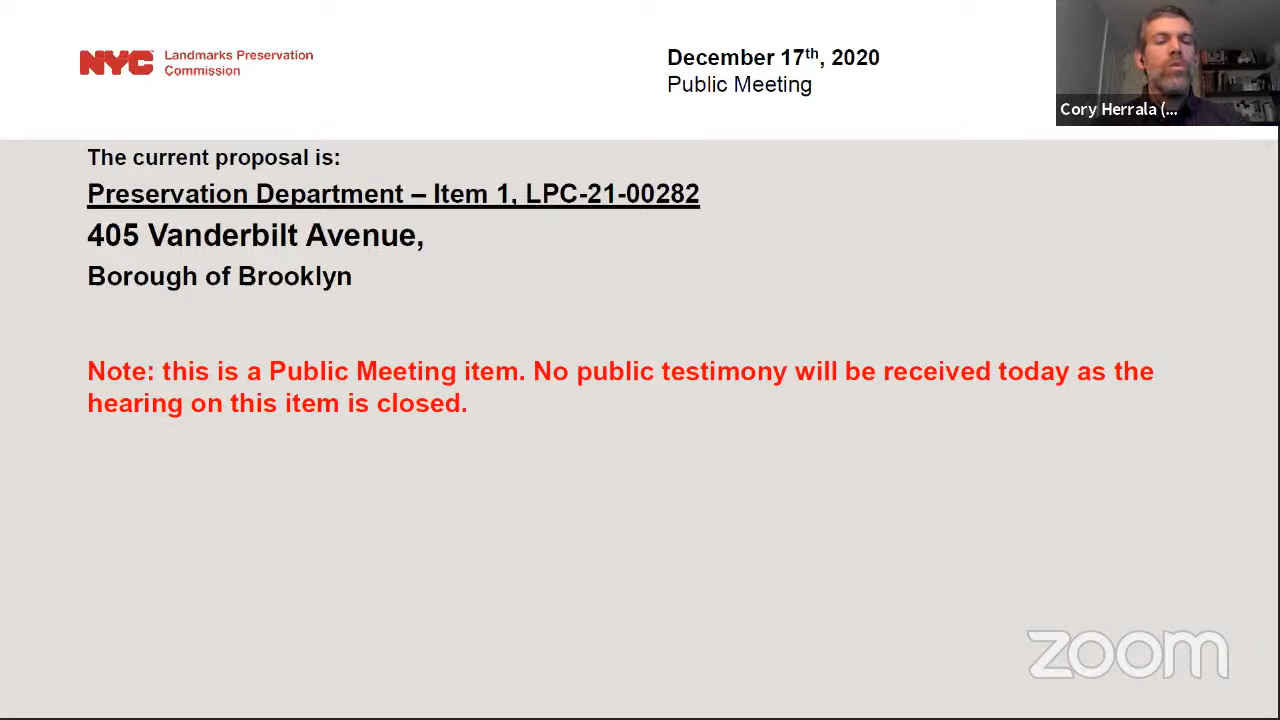 NYC Landmarks Preservation
Commission
December 17th, 2020
Public Meeting
Cory Herrala (...
The current proposal is:
Preservation Department – Item 1, LPC-21-00282
405 Vanderbilt Avenue,
Borough of Brooklyn
Note: this is a Public Meeting item. No public testimony will be received today as the
hearing on this item is closed.
zoom